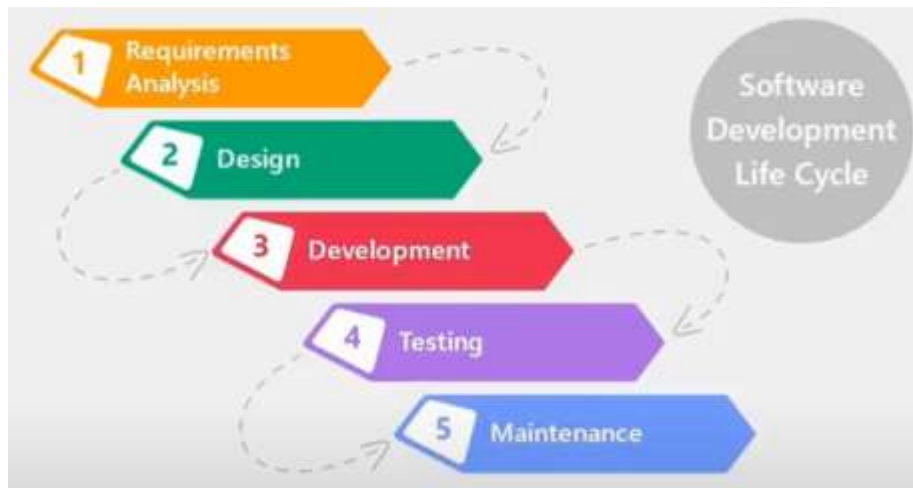 1 Requirements
Analysis
2 Design
3 Development
4 Testing
5 Maintenance
Software
Development
Life Cycle